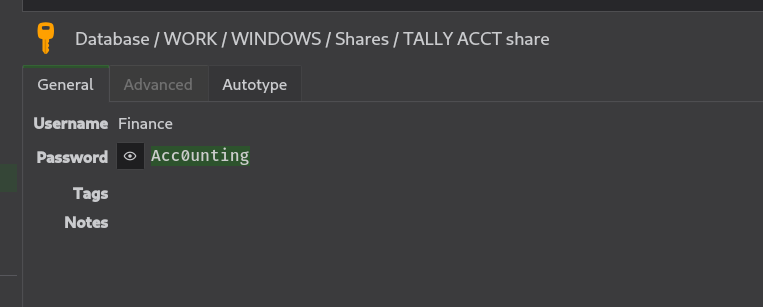 Database / WORK / WINDOWS / Shares / TALLY ACCT share
General Advanced Autotype
Username Finance
Password Acc0unting
Tags
Notes